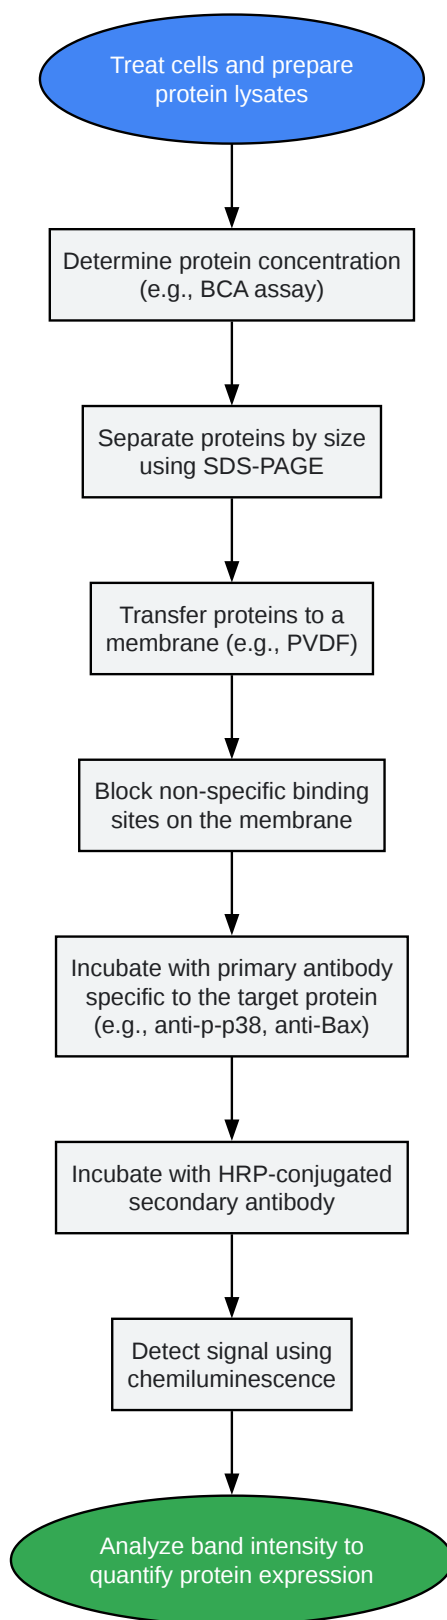 Treat cells and prepare
protein lysates
Determine protein concentration
(e.g., BCA assay)
Separate proteins by size
using SDS-PAGE
Transfer proteins to a
membrane (e.g., PVDF)
Block non-specific binding
sites on the membrane
Incubate with primary antibody
specific to the target protein
(e.g., anti-p-p38, anti-Bax)
Incubate with HRP-conjugated
secondary antibody
Detect signal using
chemiluminescence
Analyze band intensity to
quantify protein expression